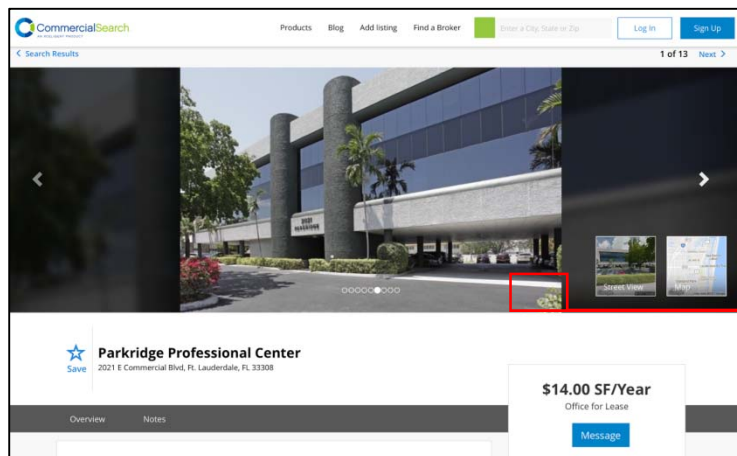 CommercialSearch
Products Blog Add listing Find a Broker Enter a City, State or Zip Log In Sign Up
Search Results 1 of 13 Next
2021
PARKRIDGE
Street View Map
Save
Parkridge Professional Center
2021 E Commercial Blvd, Ft. Lauderdale, FL 33308
$14.00 SF/Year
Office for Lease
Message
Overview Notes